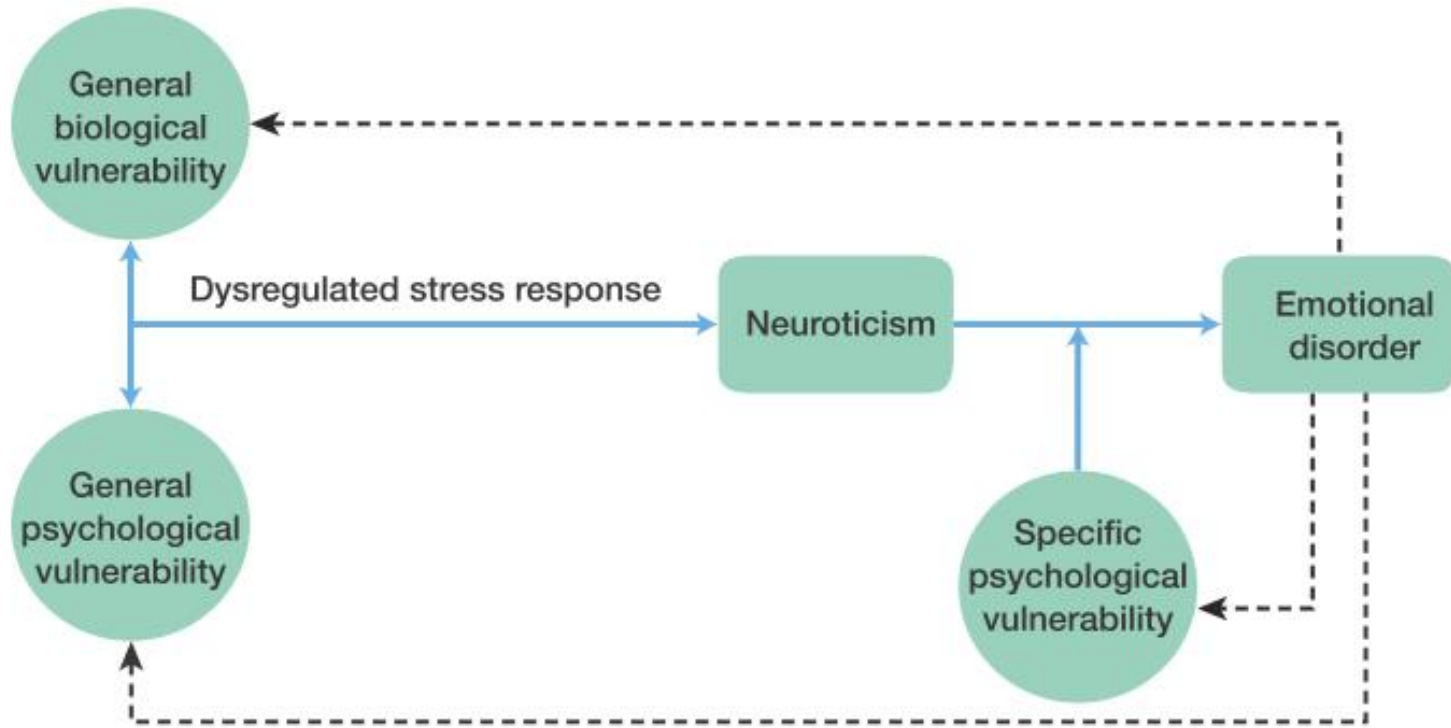 General
biological
vulnerability
Dysregulated stress response
Neuroticism
Emotional
disorder
General
psychological
vulnerability
Specific
psychological
vulnerability